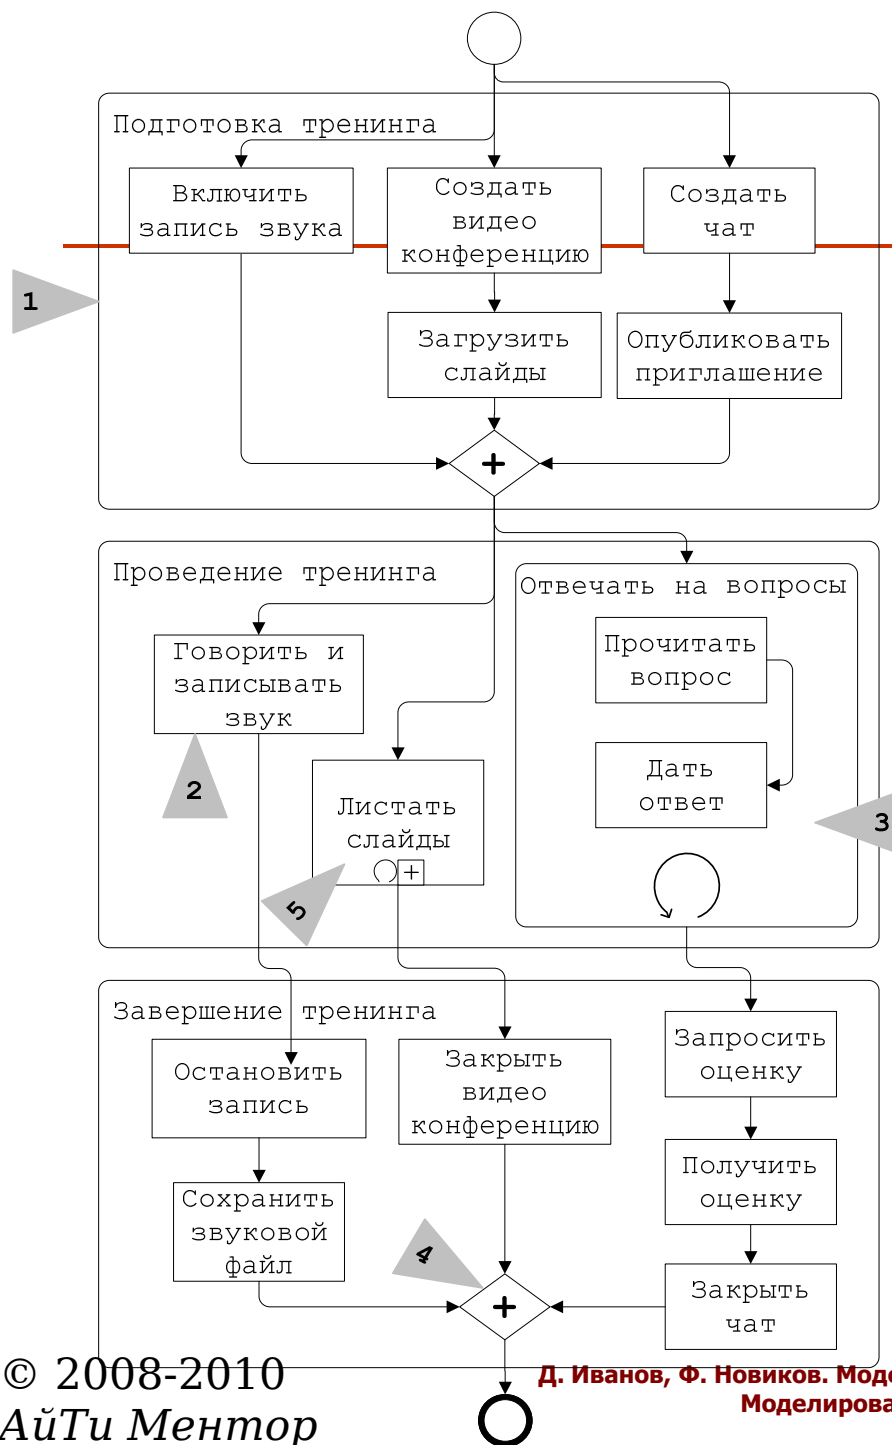 Подготовка тренинга
Включить
запись звука
Создать
видео
конференцию
Создать
чат
1
Загрузить
слайды
Опубликовать
приглашение
+
Проведение тренинга
Отвечать на вопросы
Говорить и
записывать
звук
Прочитать
вопрос
2
Листать
слайды
+
Дать
ответ
3
5
Завершение тренинга
Остановить
запись
Закрыть
видео
конференцию
Запросить
оценку
Сохранить
звуковой
файл
Получить
оценку
4
+
Закрыть
чат
© 2008-2010
АйТи Ментор
Д. Иванов, Ф. Новиков. Моде
Моделирова